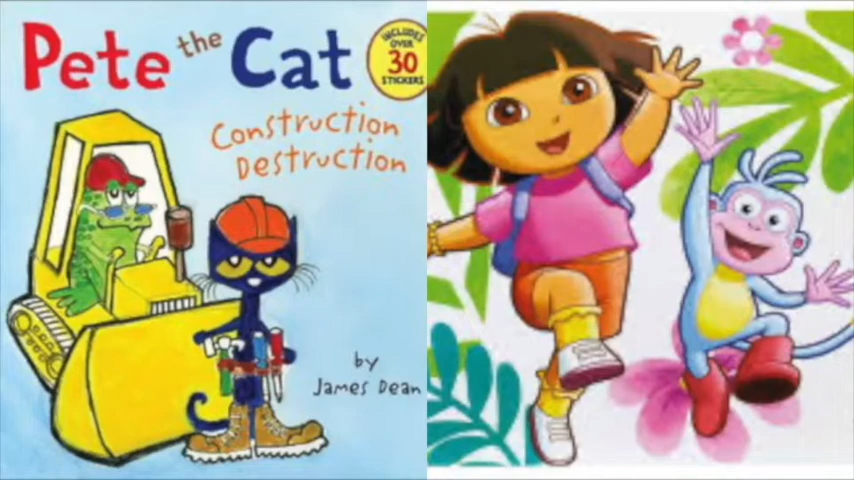 Pete the Cat
INCLUDES
OVER
30
STICKERS
Construction
Destruction
by
James Dean